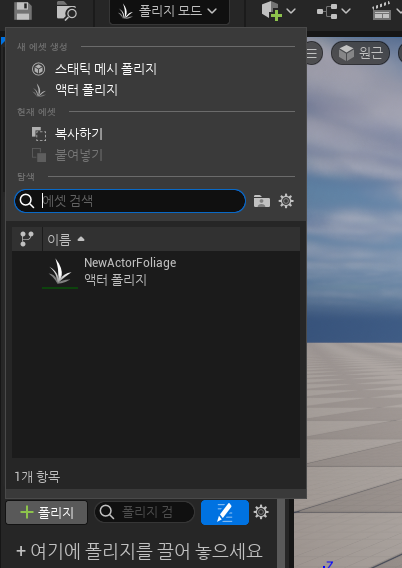 폴리지 모드
새 에셋 생성
스태틱 메시 폴리지
액터 폴리지
현재 에셋
복사하기
붙여넣기
탐색
에셋 검색
원근
이름
NewActorFoliage
액터 폴리지
1개 항목
+ 폴리지
폴리지 검
+ 여기에 폴리지를 끌어 놓으세요
Z